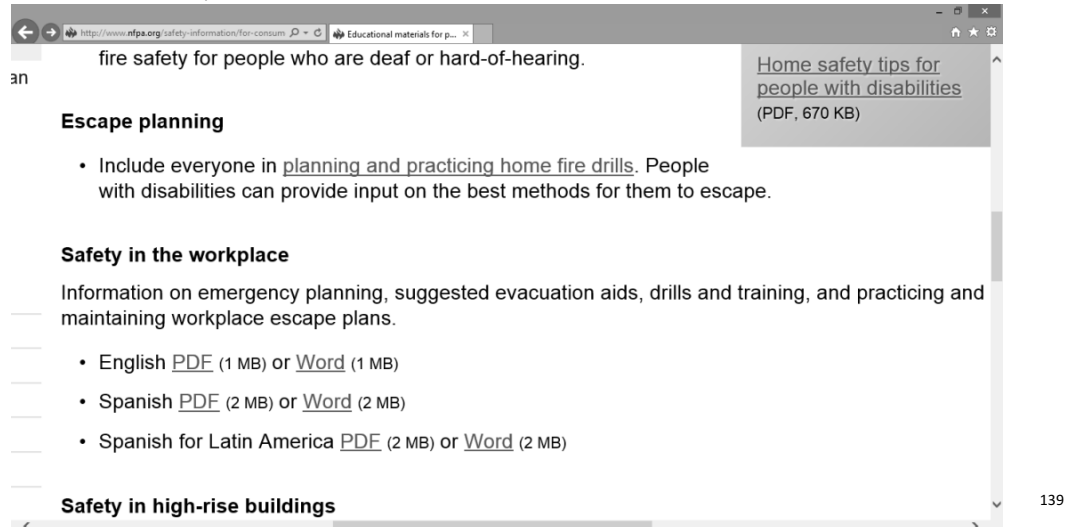 http://www.nfpa.org/safety-information/for-consum
Educational materials for p...
fire safety for people who are deaf or hard-of-hearing.
an
Home safety tips for
people with disabilities
(PDF, 670 KB)
Escape planning
• Include everyone in planning and practicing home fire drills. People
with disabilities can provide input on the best methods for them to escape.
Safety in the workplace
Information on emergency planning, suggested evacuation aids, drills and training, and practicing and
maintaining workplace escape plans.
• English PDF (1 MB) or Word (1 MB)
• Spanish PDF (2 MB) or Word (2 MB)
• Spanish for Latin America PDF (2 MB) or Word (2 MB)
Safety in high-rise buildings
139